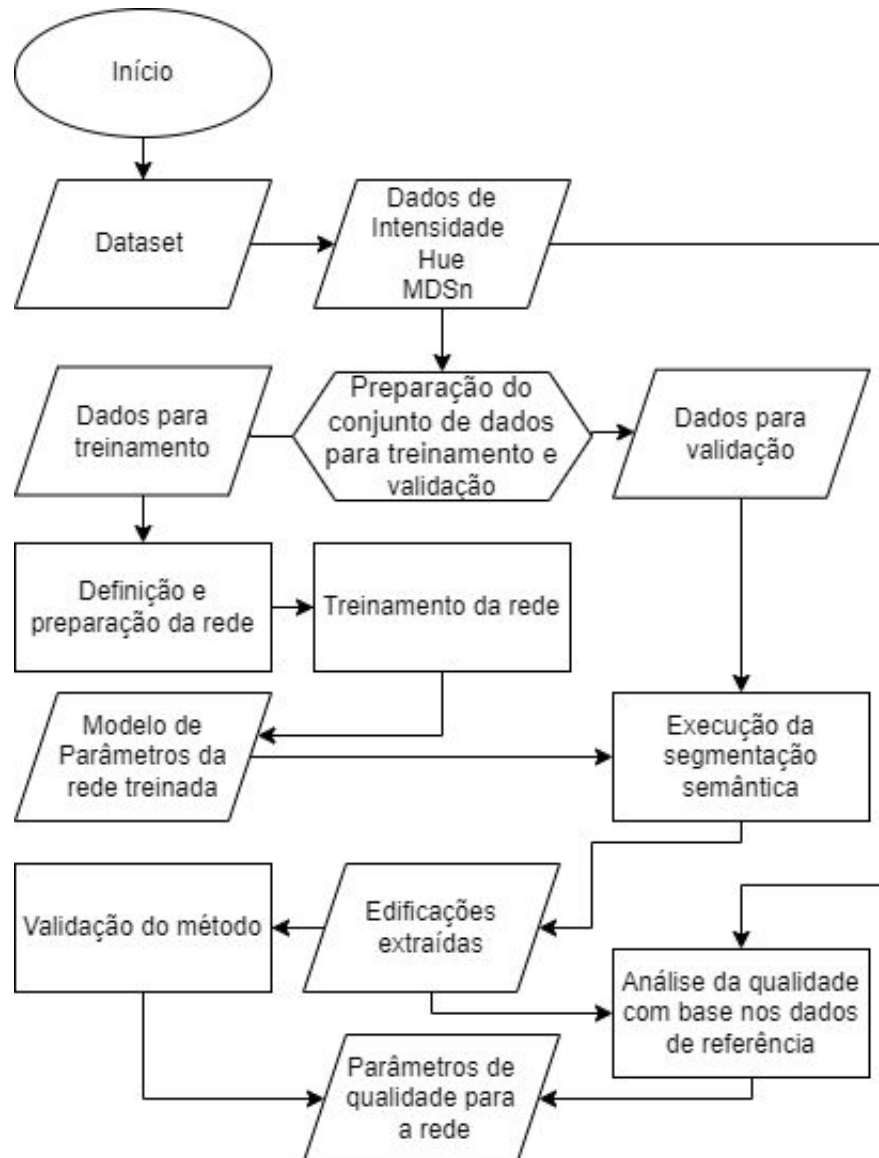 Início
Dataset
Dados de
Intensidade
Hue
MDSn
Dados para
treinamento
Preparação do
conjunto de dados
para treinamento e
validação
Dados para
validação
Definição e
preparação da rede
Treinamento da rede
Modelo de
Parâmetros da
rede treinada
Execução da
segmentação
semântica
Validação do método
Edificações
extraídas
Análise da qualidade
com base nos dados
de referência
Parâmetros de
qualidade para
a rede